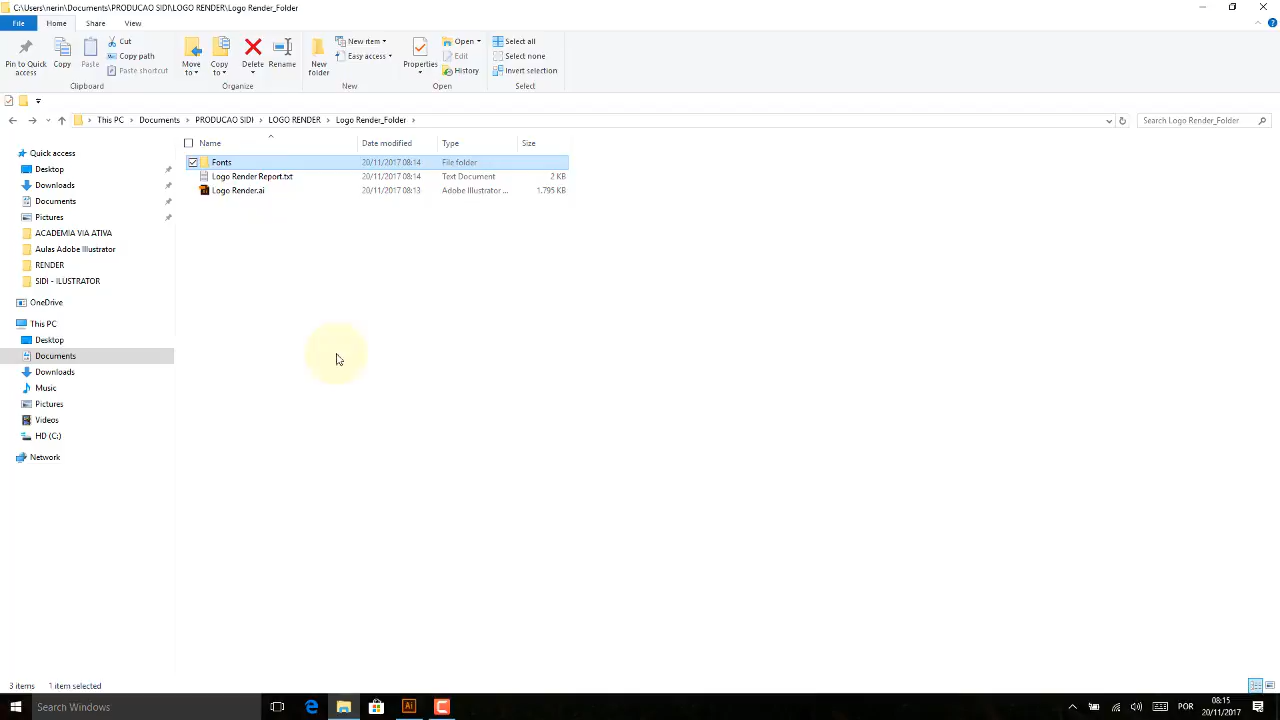 C:\Users\nerin\Documents\PRODUCAO SIDI\LOGO RENDER\Logo Render_Folder
File Home Share View
Pin to Quick access
Copy
Paste
Cut
Copy path
Paste shortcut
Clipboard
Move to
Copy to
Delete
Rename
Organize
New folder
New item
Easy access
New
Properties
Open
Edit
History
Open
Select all
Select none
Invert selection
Select
This PC Documents PRODUCAO SIDI LOGO RENDER Logo Render_Folder
Search Logo Render_Folder
Name Date modified Type Size
Fonts 20/11/2017 08:14 File folder
Logo Render Report.txt 20/11/2017 08:14 Text Document 2 KB
Logo Render.ai 20/11/2017 08:13 Adobe Illustrator ... 1.795 KB
Quick access
Desktop
Downloads
Documents
Pictures
ACADEMIA VIA ATIVA
Aulas Adobe Illustrator
RENDER
SIDI - ILUSTRATOR
OneDrive
This PC
Desktop
Documents
Downloads
Music
Pictures
Videos
HD (C:)
Network
3 items 1 item selected
Search Windows
Ai
POR
08:15
20/11/2017